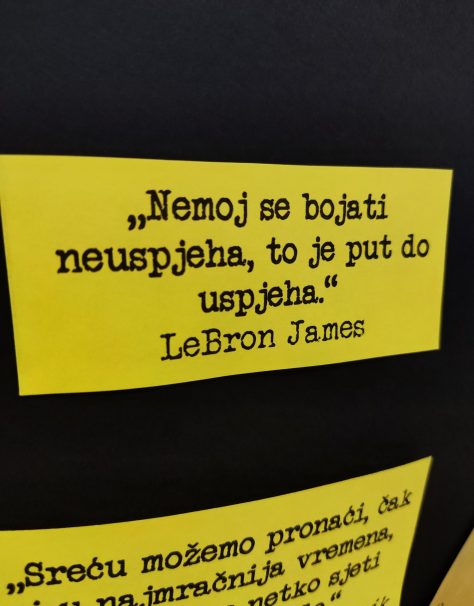 „Nemoj se bojati
neuspjeha, to je put do
uspjeha.“
LeBron James
„Sreću možemo pronaći, čak
i u najmračnija vremena,
netko sjeti